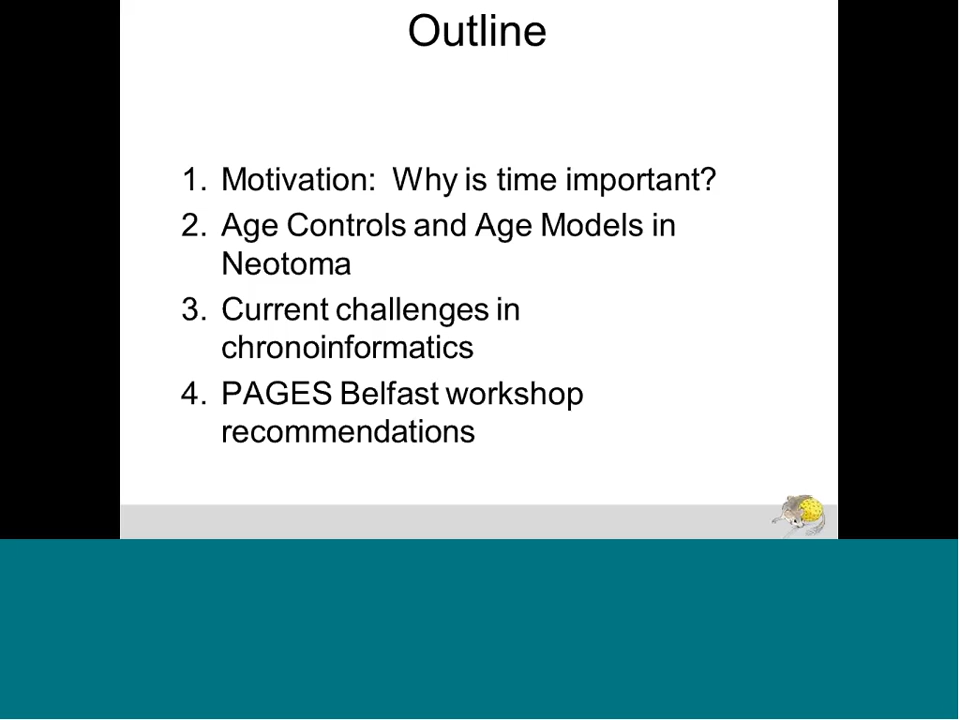 Outline
1. Motivation:  Why is time important?
2. Age Controls and Age Models in
Neotoma
3. Current challenges in
chronoinformatics
4. PAGES Belfast workshop
recommendations